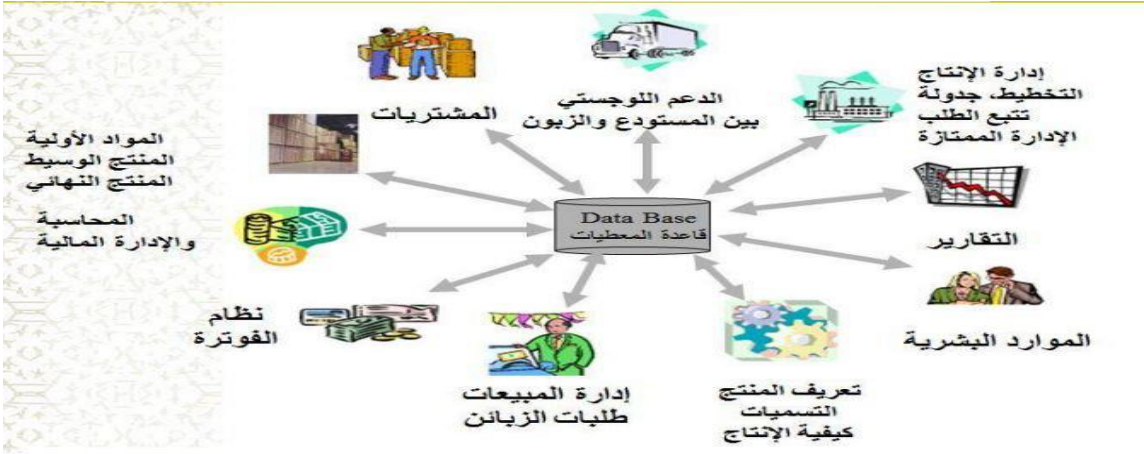 إدارة الإنتاج
التخطيط، جدولة
تتبع الطلب
الإدارة الممتازة
الدعم اللوجستي
بين المستودع والزبون
المشتريات
المواد الأولية
المنتج الوسيط
المنتج النهائي
المحاسبة
والإدارة المالية
Data Base
قاعدة المعطيات
التقارير
نظام
الفوترة
الموارد البشرية
إدارة المبيعات
طلبات الزبائن
تعريف المنتج
التسميات
كيفية الإنتاج